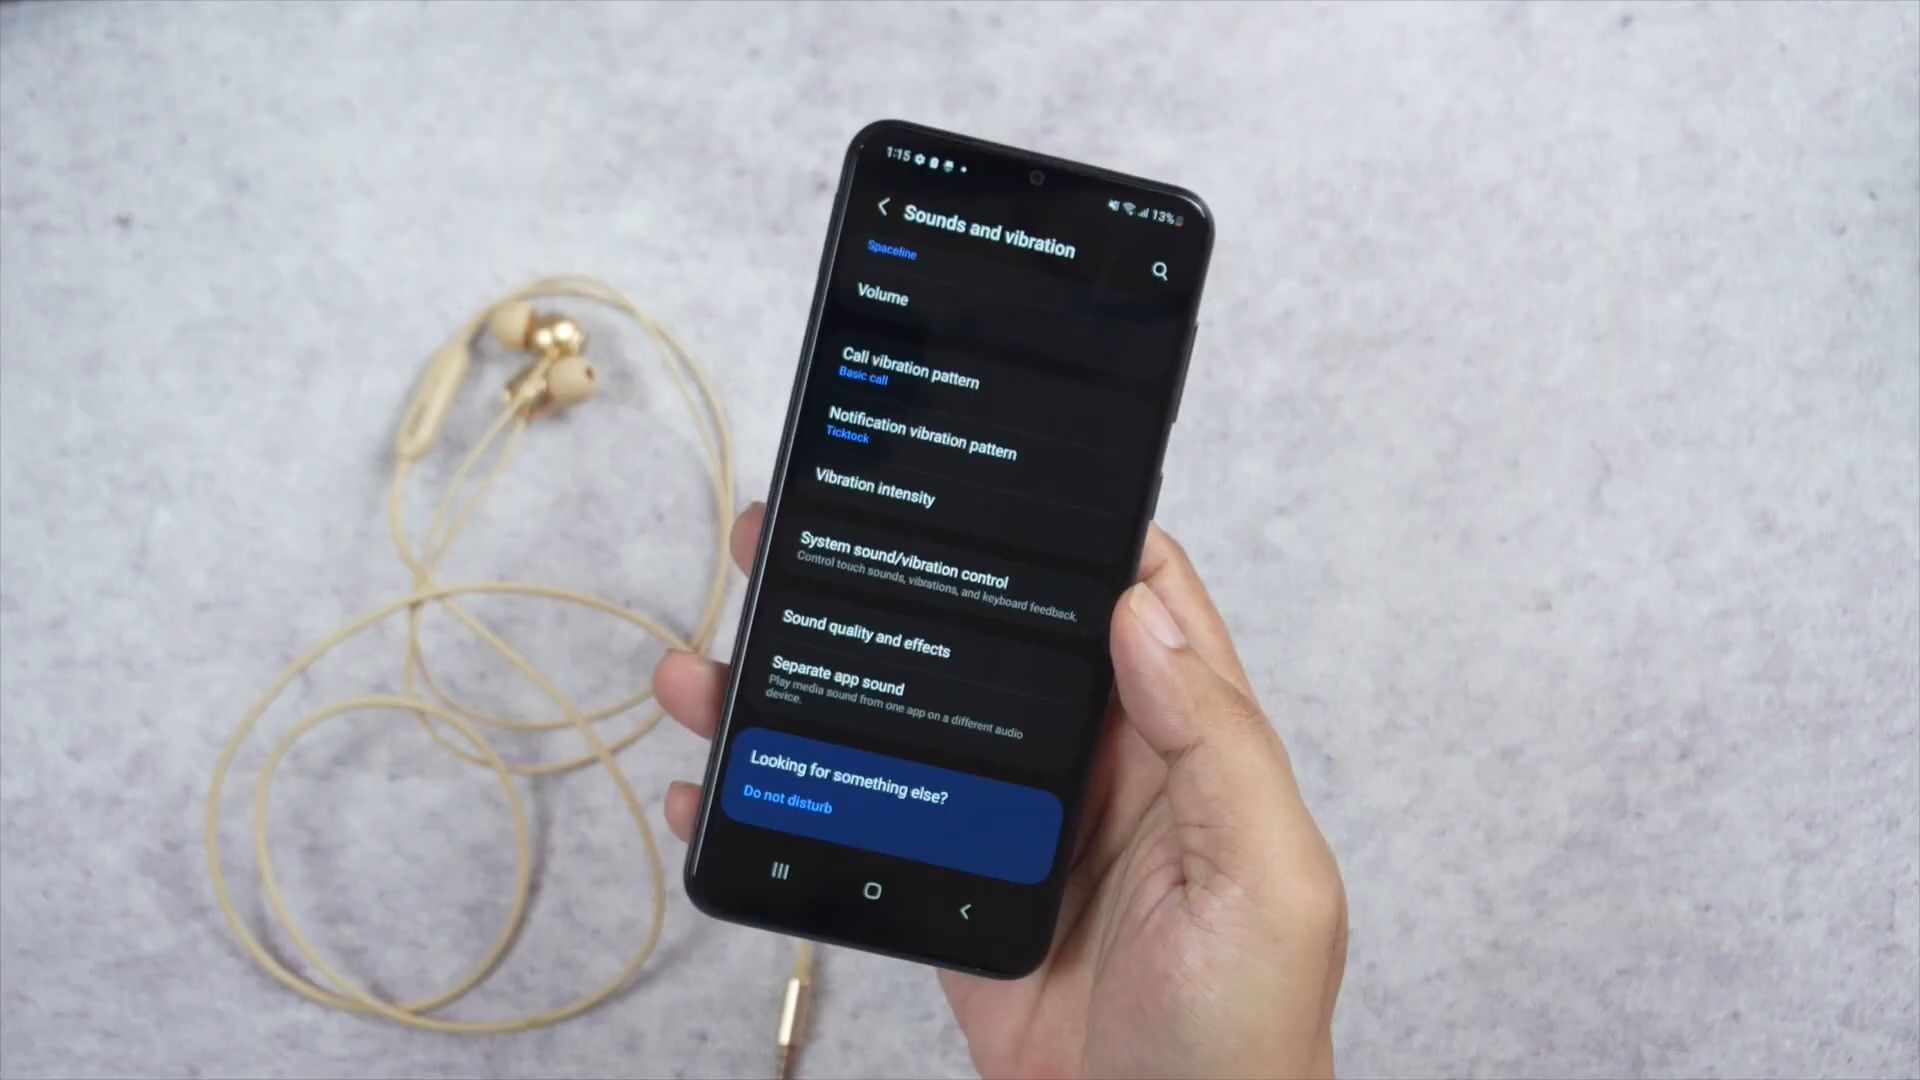 1:15
13%
Sounds and vibration
Spaceline
Volume
Call vibration pattern
Basic call
Notification vibration pattern
Ticktock
Vibration intensity
System sound/vibration control
Control touch sounds, vibrations, and keyboard feedback.
Sound quality and effects
Separate app sound
Play media sound from one app on a different audio
device.
Looking for something else?
Do not disturb